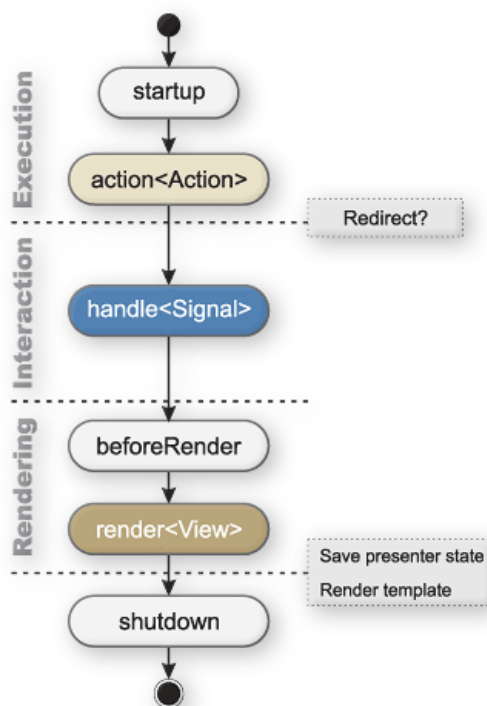 Execution
startup
action<Action>
Redirect?
Interaction
handle<Signal>
Rendering
beforeRender
render<View>
Save presenter state
Render template
shutdown